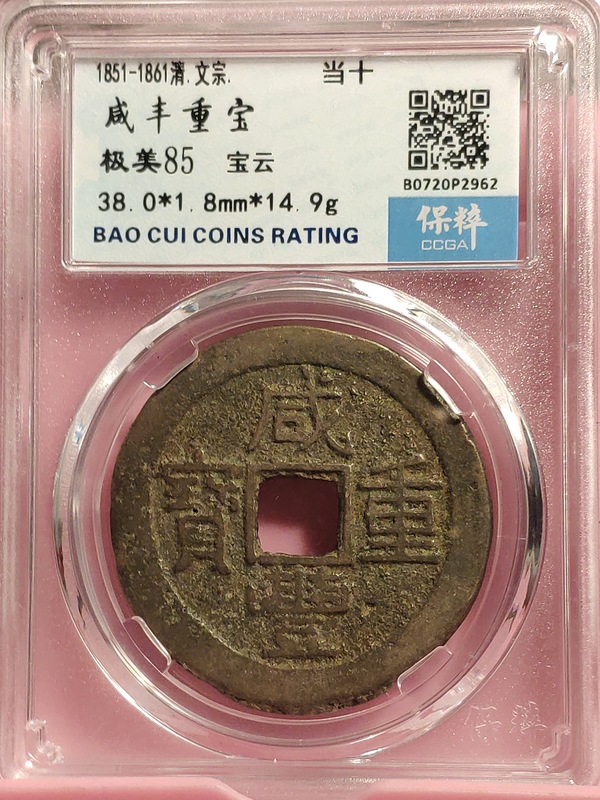 1851-1861清.文宗. 当十
咸丰重宝
极美85 宝云
B0720P2962
38.0*1.8mm*14.9g
保粹
CCGA
BAO CUI COINS RATING
咸
豐
重
寶
保粹